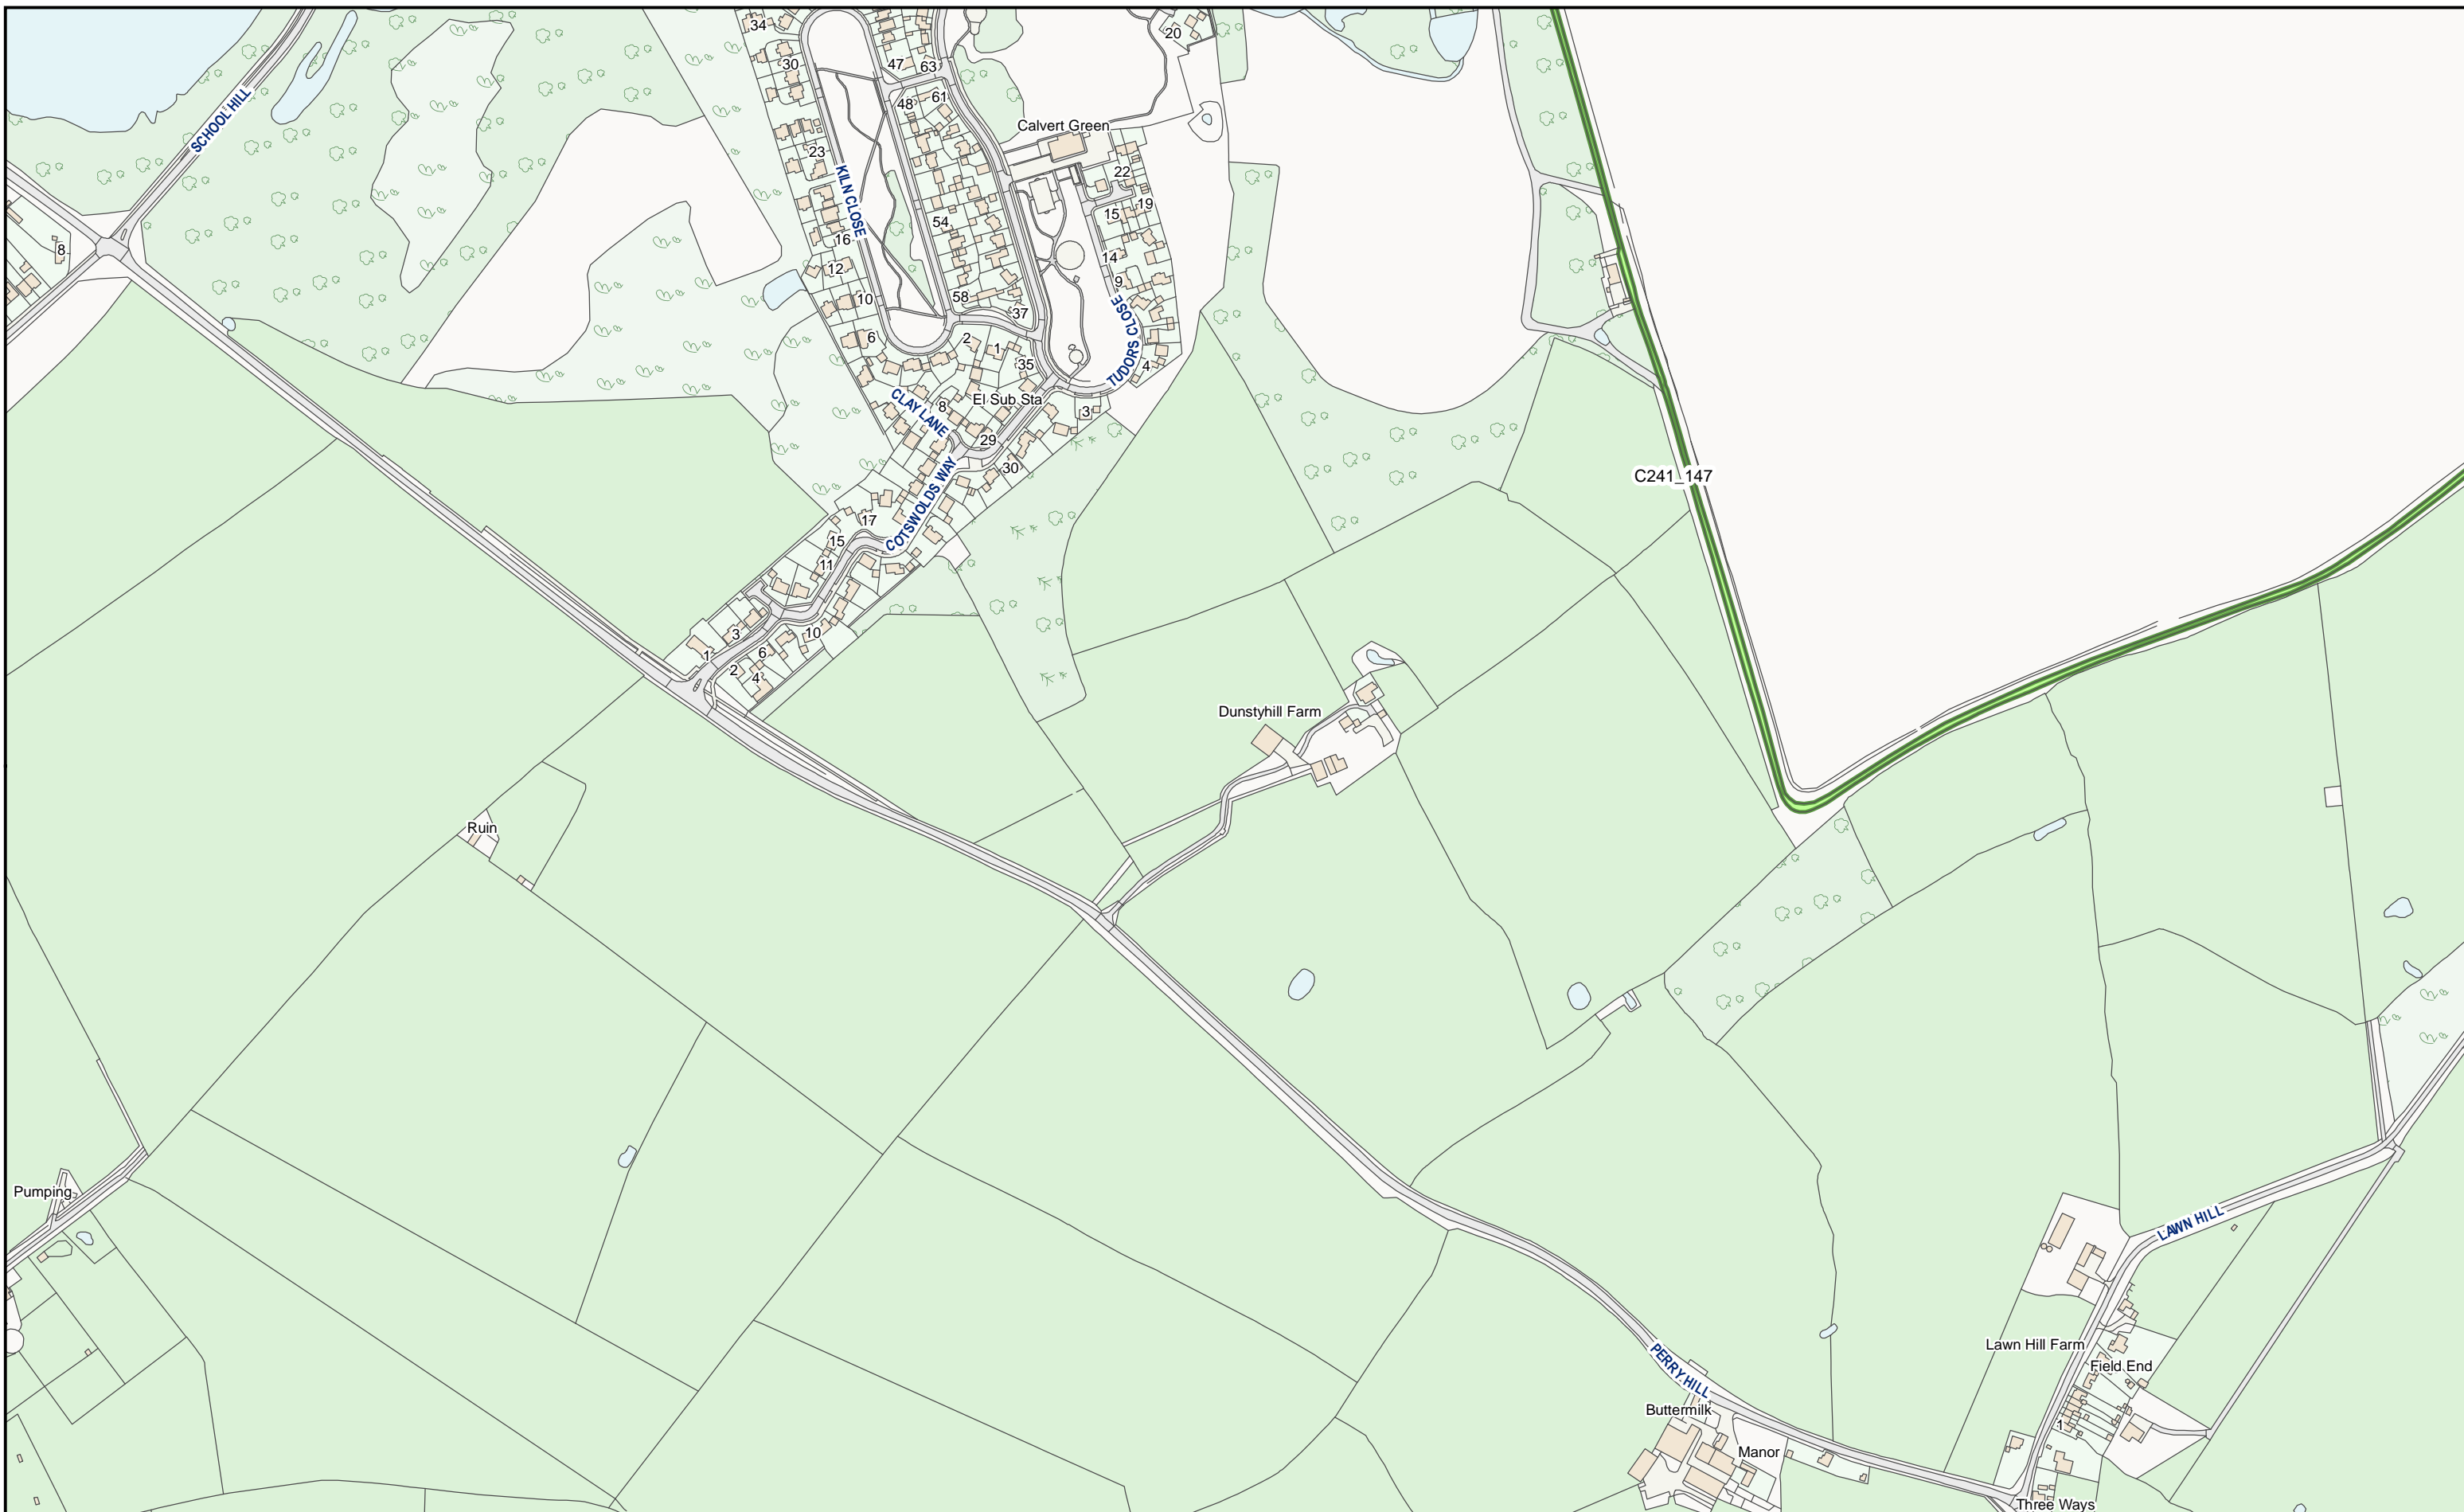 34
20
30
47
63
48
61
SCHOOL HILL
Calvert Green
23
22
KILN CLOSE
15
19
54
16
8
14
12
9
58
10
37
TUDORS CLOSE
6
2
1
35
4
CLAY LANE
El Sub Sta
8
3
29
30
C241_147
COTSWOLDS WAY
17
15
11
3
10
1
6
2
4
Dunstyhill Farm
Ruin
Pumping
LAWN HILL
Lawn Hill Farm
PERRY HILL
Field End
Buttermilk
1
Manor
Three Ways